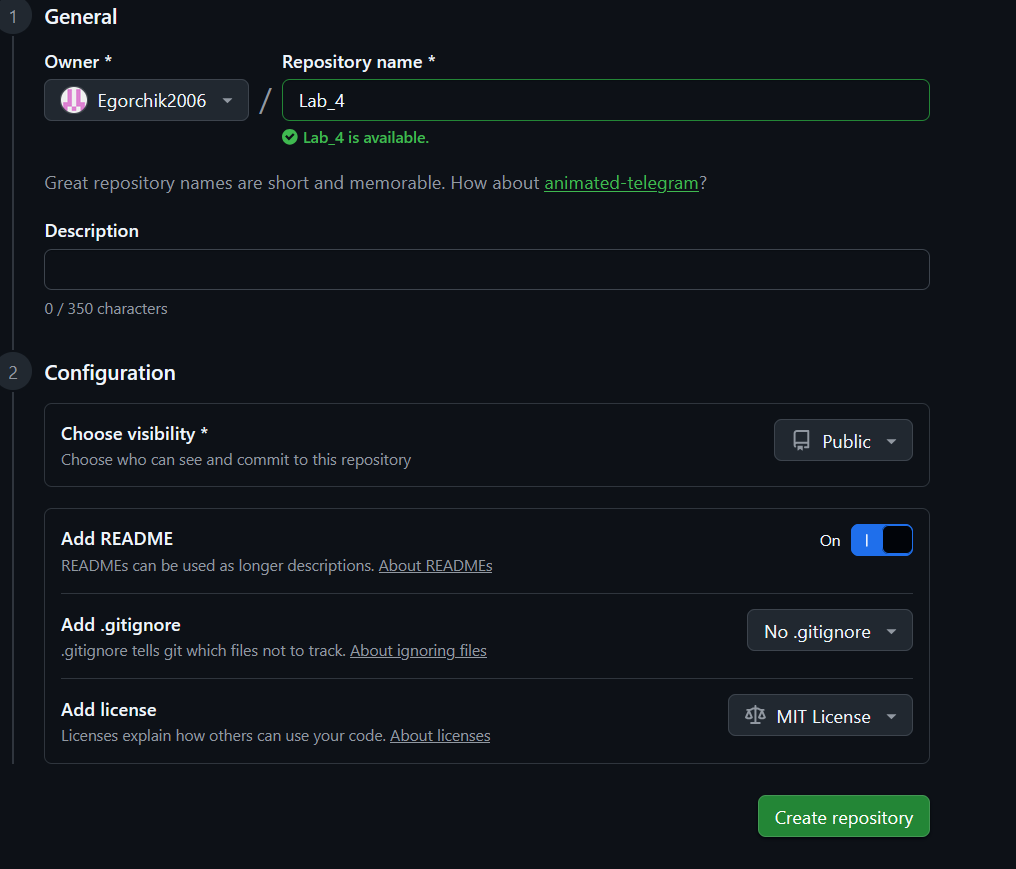 1
General
Owner *
Repository name *
Egorchik2006
/
Lab_4
Lab_4 is available.
Great repository names are short and memorable. How about animated-telegram?
Description
0 / 350 characters
2
Configuration
Choose visibility *
Choose who can see and commit to this repository
Public
Add README
READMEs can be used as longer descriptions. About READMEs
On
Add .gitignore
.gitignore tells git which files not to track. About ignoring files
No .gitignore
Add license
Licenses explain how others can use your code. About licenses
MIT License
Create repository